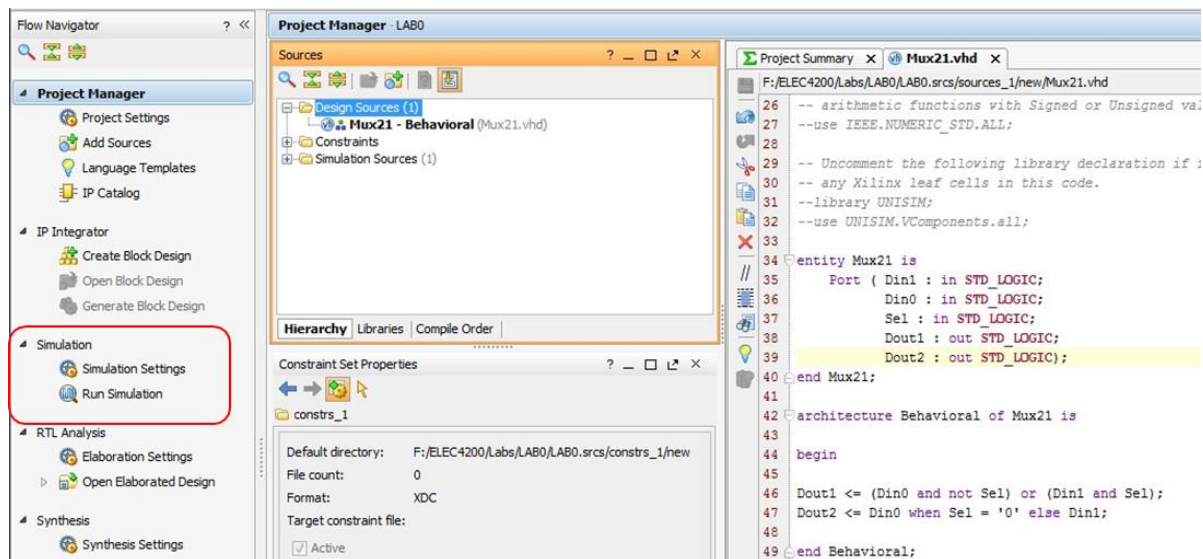 Flow Navigator ? «
Project Manager
Project Settings
Add Sources
Language Templates
IP Catalog
IP Integrator
Create Block Design
Open Block Design
Generate Block Design
Simulation
Simulation Settings
Run Simulation
RTL Analysis
Elaboration Settings
Open Elaborated Design
Synthesis
Synthesis Settings
Project Manager - LAB0
Sources
Design Sources (1)
Mux21 - Behavioral (Mux21.vhd)
Constraints
Simulation Sources (1)
Hierarchy Libraries Compile Order
Constraint Set Properties
constrs_1
Default directory: F:/ELEC4200/Labs/LAB0/LAB0.srcs/constrs_1/new
File count: 0
Format: XDC
Target constraint file:
Active
Project Summary Mux21.vhd
F:/ELEC4200/Labs/LAB0/LAB0.srcs/sources_1/new/Mux21.vhd
26 -- arithmetic functions with Signed or Unsigned val
27 --use IEEE.NUMERIC_STD.ALL;
28
29 -- Uncomment the following library declaration if
30 -- any Xilinx leaf cells in this code.
31 --library UNISIM;
32 --use UNISIM.VComponents.all;
33
34 entity Mux21 is
35 Port ( Din1 : in STD_LOGIC;
36 Din0 : in STD_LOGIC;
37 Sel : in STD_LOGIC;
38 Dout1 : out STD_LOGIC;
39 Dout2 : out STD_LOGIC);
40 end Mux21;
41
42 architecture Behavioral of Mux21 is
43
44 begin
45
46 Dout1 <= (Din0 and not Sel) or (Din1 and Sel);
47 Dout2 <= Din0 when Sel = '0' else Din1;
48
49 end Behavioral;